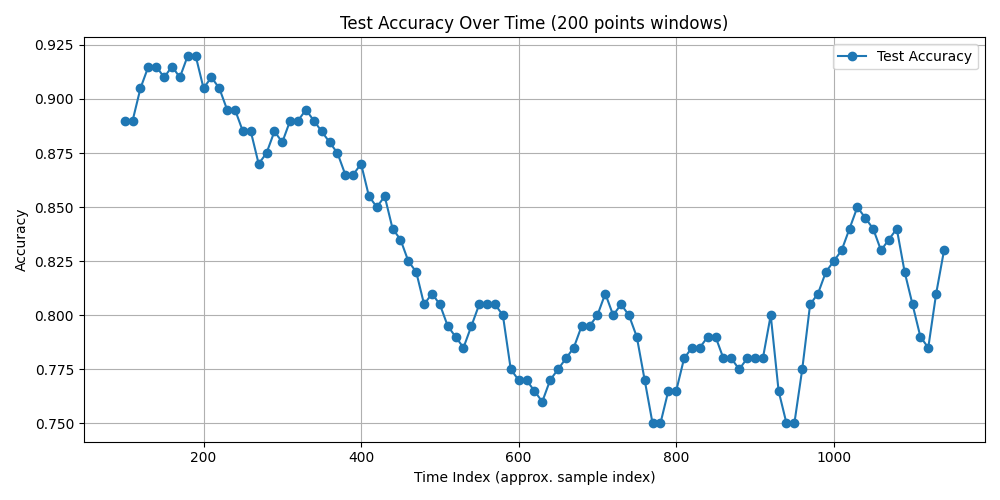 Test Accuracy Over Time (200 points windows)
Test Accuracy
Accuracy
0.925
0.900
0.875
0.850
0.825
0.800
0.775
0.750
200 400 600 800 1000
Time Index (approx. sample index)